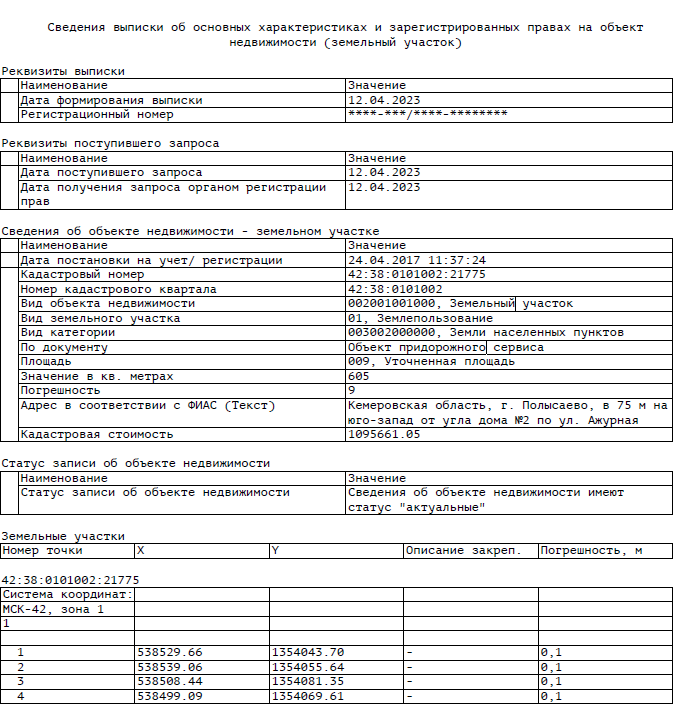 Сведения выписки об основных характеристиках и зарегистрированных правах на объект
недвижимости (земельный участок)
Реквизиты выписки
Наименование Значение
Дата формирования выписки 12.04.2023
Регистрационный номер ****-***/****-********
Реквизиты поступившего запроса
Наименование Значение
Дата поступившего запроса 12.04.2023
Дата получения запроса органом регистрации 12.04.2023
прав
Сведения об объекте недвижимости - земельном участке
Наименование Значение
Дата постановки на учет/ регистрации 24.04.2017 11:37:24
Кадастровый номер 42:38:0101002:21775
Номер кадастрового квартала 42:38:0101002
Вид объекта недвижимости 002001001000, Земельный участок
Вид земельного участка 01, Землепользование
Вид категории 003002000000, Земли населенных пунктов
По документу Объект придорожного сервиса
Площадь 009, Уточненная площадь
Значение в кв. метрах 605
Погрешность 9
Адрес в соответствии с ФИАС (Текст) Кемеровская область, г. Полысаево, в 75 м на
юго-запад от угла дома №2 по ул. Ажурная
Кадастровая стоимость 1095661.05
Статус записи об объекте недвижимости
Наименование Значение
Статус записи об объекте недвижимости Сведения об объекте недвижимости имеют
статус "актуальные"
Земельные участки
Номер точки X Y Описание закреп. Погрешность, м
42:38:0101002:21775
Система координат:
МСК-42, зона 1
1
1 538529.66 1354043.70 - 0,1
2 538539.06 1354055.64 - 0,1
3 538508.44 1354081.35 - 0,1
4 538499.09 1354069.61 - 0,1